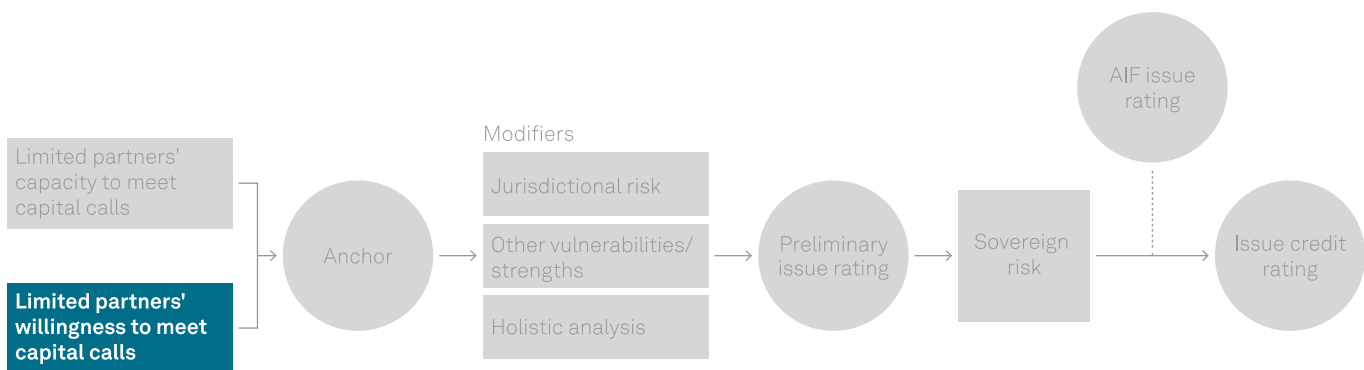 Limited partners'
capacity to meet
capital calls
Limited partners'
willingness to meet
capital calls
Anchor
Modifiers
Jurisdictional risk
Other vulnerabilities/
strengths
Holistic analysis
Preliminary
issue rating
Sovereign
risk
AIF issue
rating
Issue credit
rating